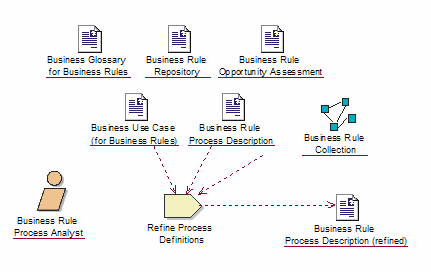 Business Glossary
for Business Rules
Business Rule
Repository
Business Rule
Opportunity Assessment
Business Use Case
(for Business Rules)
Business Rule
Process Description
Business Rule
Collection
Business Rule
Process Analyst
Refine Process
Definitions
Business Rule
Process Description (refined)